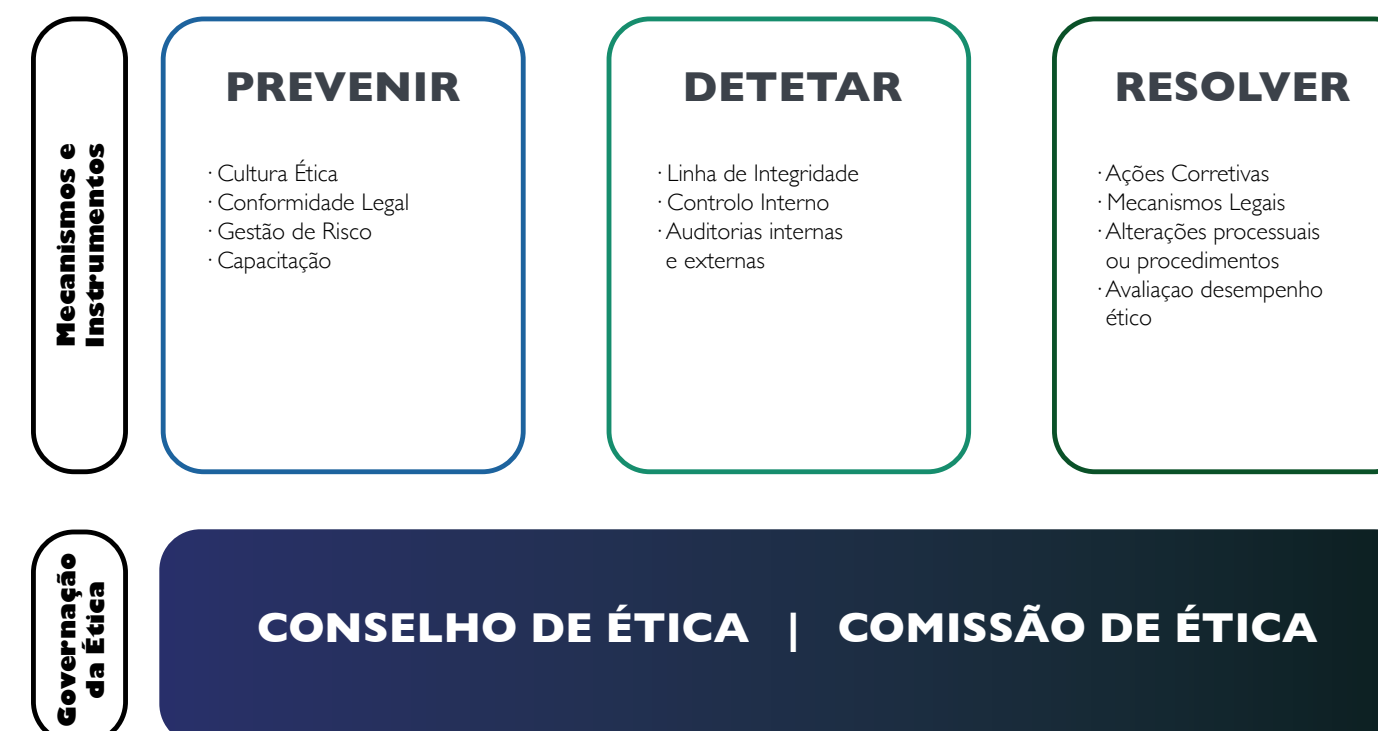 Mecanismos e
Instrumentos
PREVENIR
· Cultura Ética
· Conformidade Legal
· Gestão de Risco
· Capacitação
DETETAR
· Linha de Integridade
· Controlo Interno
· Auditorias internas
e externas
RESOLVER
· Ações Corretivas
· Mecanismos Legais
· Alterações processuais
ou procedimentos
· Avaliaçao desempenho
ético
Governação
da Ética
CONSELHO DE ÉTICA | COMISSÃO DE ÉTICA